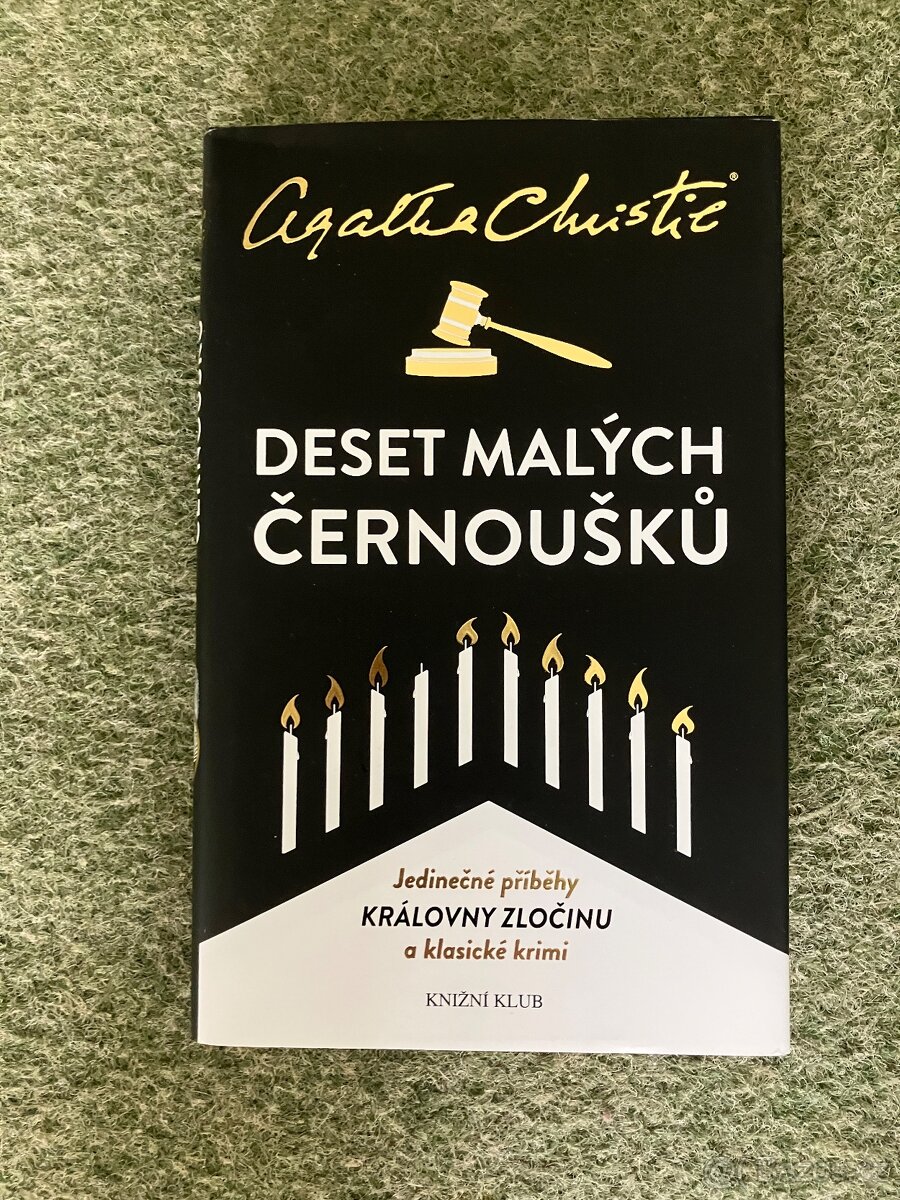 Agatha Christie®
DESET MALÝCH
ČERNOUŠKŮ
Jedinečné příběhy
KRÁLOVNY ZLOČINU
a klasické krimi
KNIŽNÍ KLUB